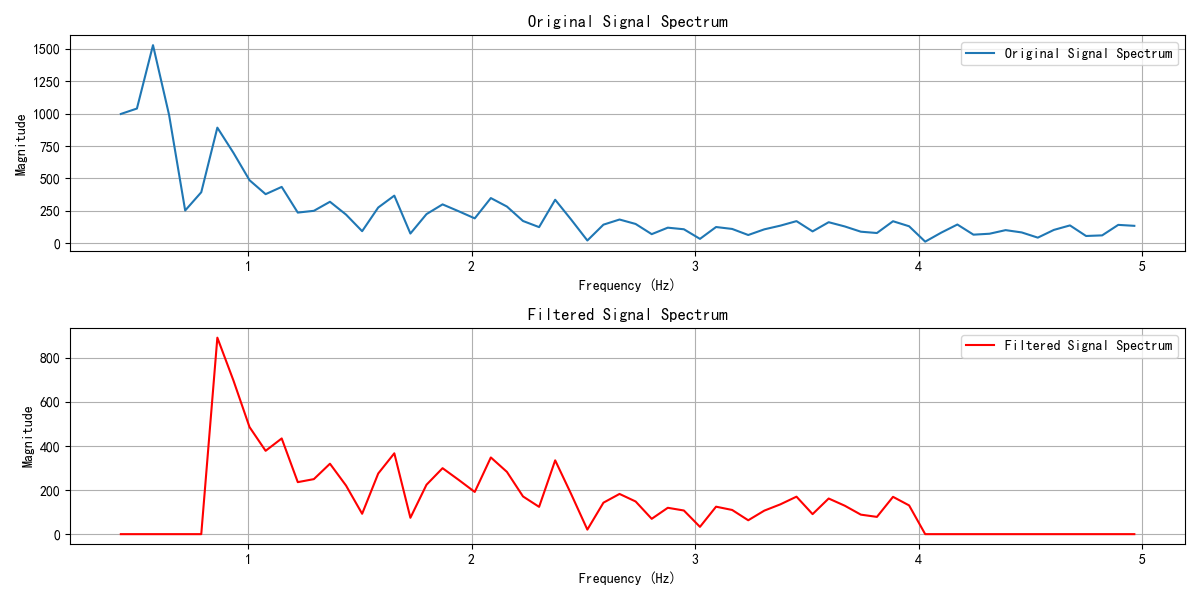 Original Signal Spectrum
Original Signal Spectrum
Magnitude
1500
1250
1000
750
500
250
0
1 2 3 4 5
Frequency (Hz)
Filtered Signal Spectrum
Filtered Signal Spectrum
Magnitude
800
600
400
200
0
1 2 3 4 5
Frequency (Hz)